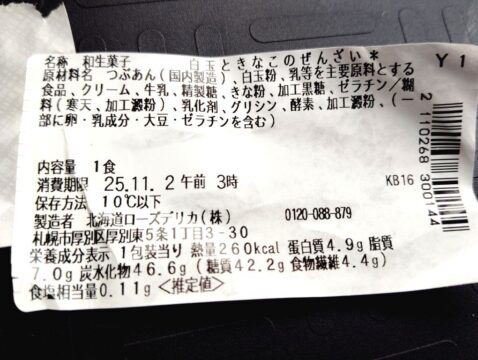 名称 和生菓子
白玉ときなこのぜんざい* Y1
原材料名 つぶあん(国内製造)、白玉粉、乳等を主要原料とする
食品、クリーム、牛乳、精製糖、きな粉、加工黒糖、ゼラチン/糊
料(寒天、加工澱粉)、乳化剤、グリシン、酵素、加工澱粉、(一
部に卵・乳成分・大豆・ゼラチンを含む)
内容量 1食
消費期限 25.11. 2 午前 3時
保存方法 10℃以下
製造者 北海道ローズデリカ(株) 0120-088-879
札幌市厚別区厚別東5条1丁目3-30
栄養成分表示 1包装当り 熱量260kcal 蛋白質4.9g 脂質
7.0g 炭水化物46.6g(糖質42.2g 食物繊維4.4g)
食塩相当量0.11g <推定値>
KB16
2 110268 300144